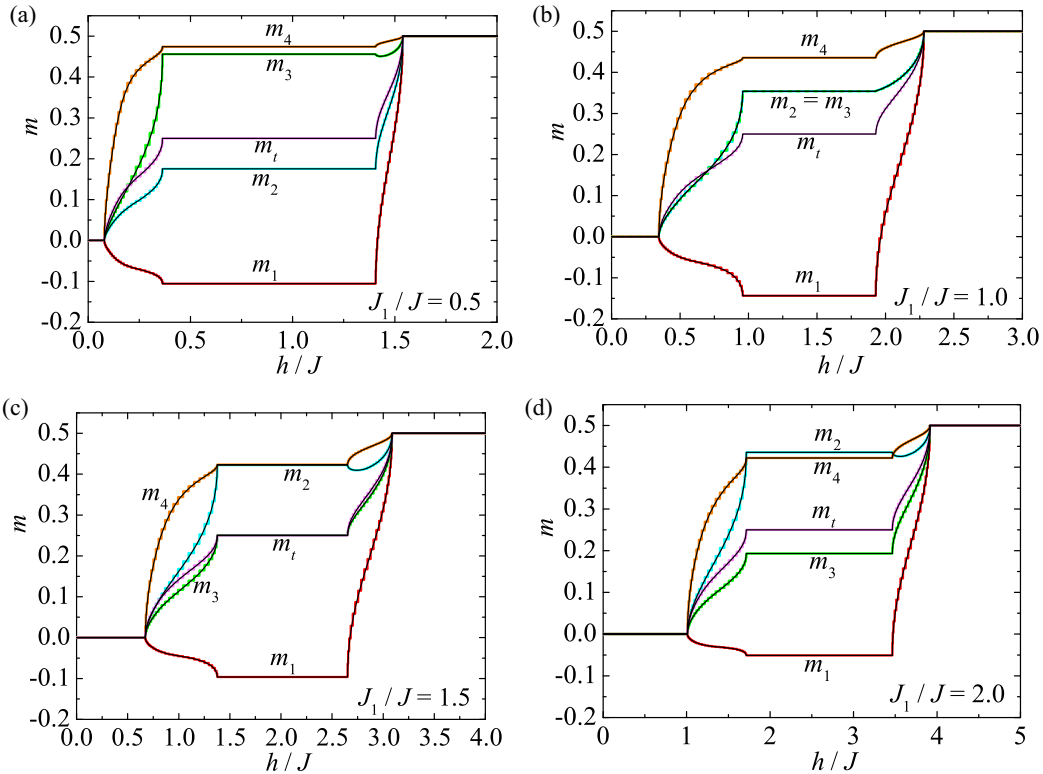 (a)
0.5
0.4
0.3
0.2
0.1
0.0
-0.1
-0.2
m
m4
m3
mt
m2
m1
J1 / J = 0.5
0.0 0.5 1.0 1.5 2.0
h / J
(b)
0.5
0.4
0.3
0.2
0.1
0.0
-0.1
-0.2
m
m4
m2 = m3
mt
m1
J1 / J = 1.0
0.0 0.5 1.0 1.5 2.0 2.5 3.0
h / J
(c)
0.5
0.4
0.3
0.2
0.1
0.0
-0.1
-0.2
m
m4
m2
mt
m3
m1
J1 / J = 1.5
0.0 0.5 1.0 1.5 2.0 2.5 3.0 3.5 4.0
h / J
(d)
0.5
0.4
0.3
0.2
0.1
0.0
-0.1
-0.2
m
m2
m4
mt
m3
m1
J1 / J = 2.0
0 1 2 3 4 5
h / J